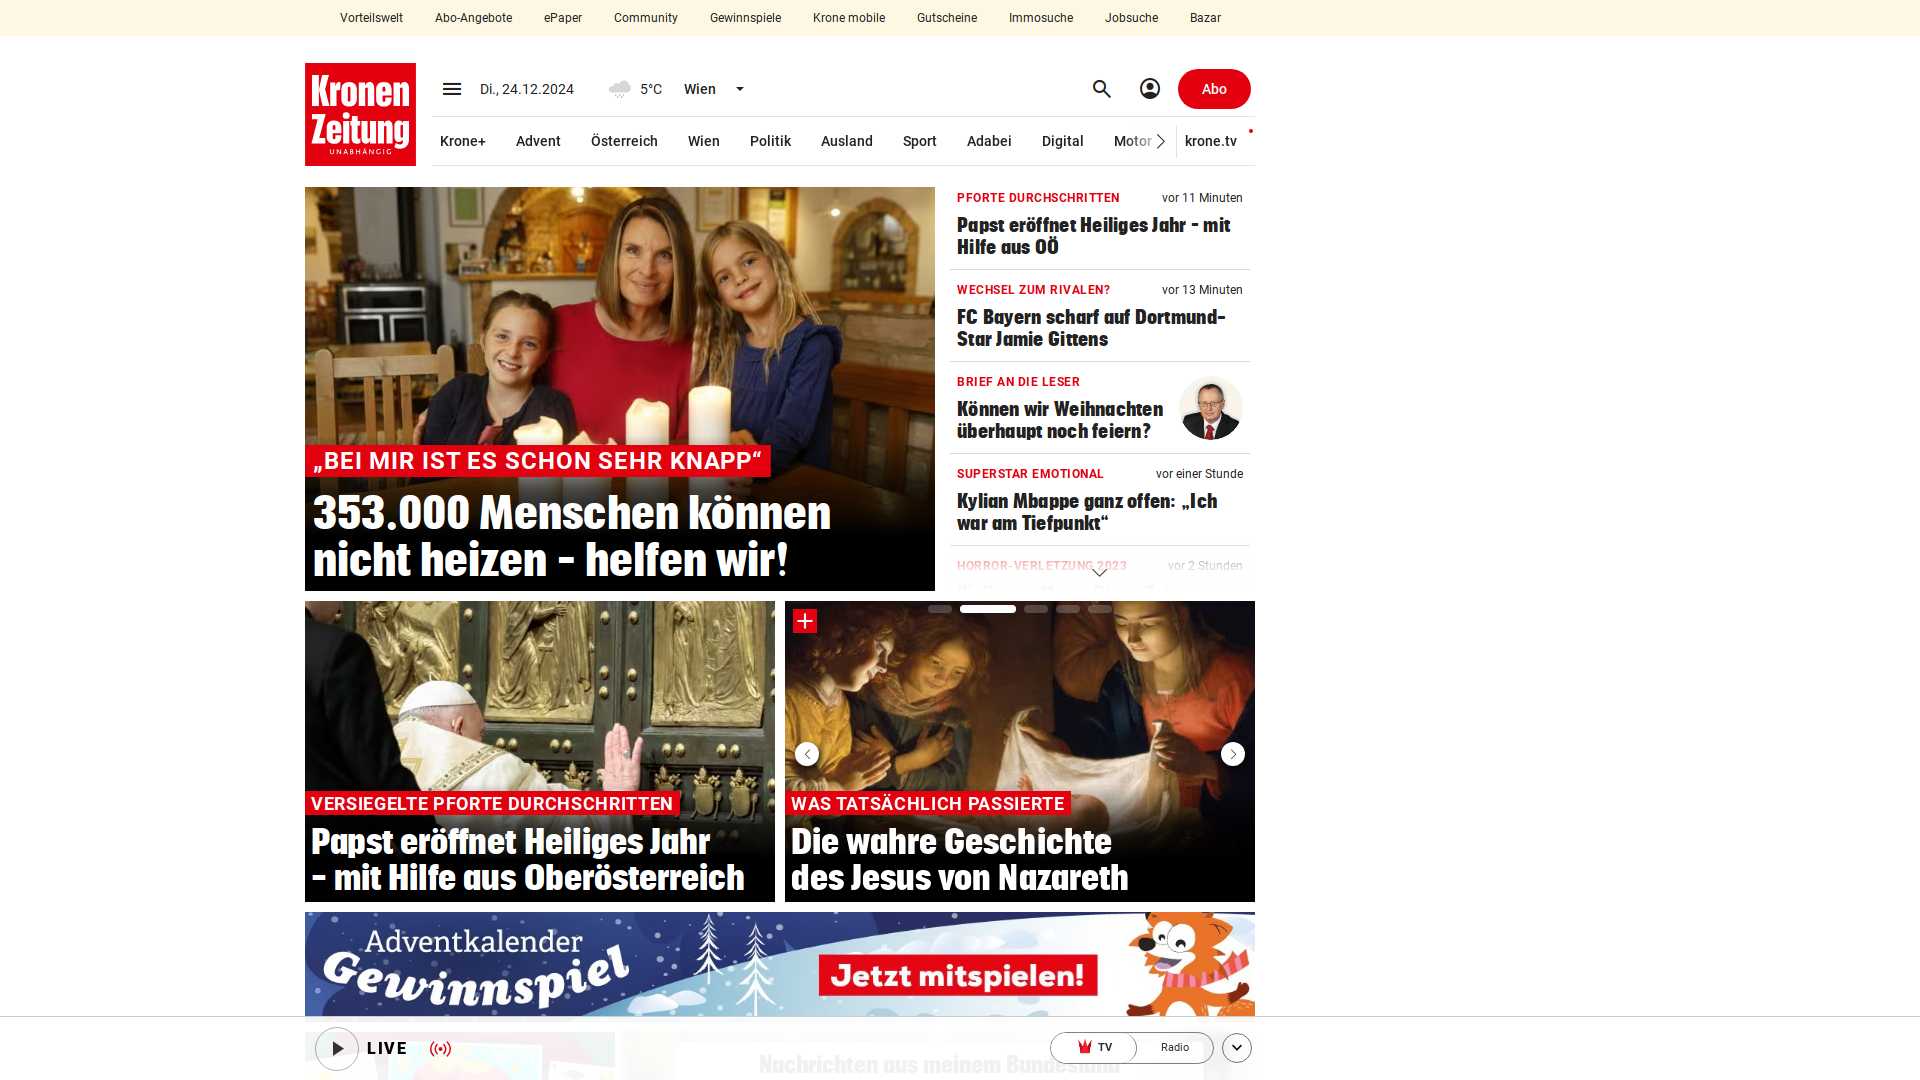 Vorteilswelt
Abo-Angebote
ePaper
Community
Gewinnspiele
Krone mobile
Gutscheine
Immosuche
Jobsuche
Bazar
Kronen
Zeitung
UNABHÄNGIG
Di., 24.12.2024
5°C
Wien
Abo
Krone+
Advent
Österreich
Wien
Politik
Ausland
Sport
Adabei
Digital
Motor
krone.tv
„BEI MIR IST ES SCHON SEHR KNAPP“
353.000 Menschen können
nicht heizen – helfen wir!
PFORTE DURCHSCHRITTEN
vor 11 Minuten
Papst eröffnet Heiliges Jahr – mit
Hilfe aus OÖ
WECHSEL ZUM RIVALEN?
vor 13 Minuten
FC Bayern scharf auf Dortmund-
Star Jamie Gittens
BRIEF AN DIE LESER
Können wir Weihnachten
überhaupt noch feiern?
SUPERSTAR EMOTIONAL
vor einer Stunde
Kylian Mbappe ganz offen: „Ich
war am Tiefpunkt“
HORROR-VERLETZUNG 2023
vor 2 Stunden
VERSIEGELTE PFORTE DURCHSCHRITTEN
Papst eröffnet Heiliges Jahr
– mit Hilfe aus Oberösterreich
WAS TATSÄCHLICH PASSIERTE
Die wahre Geschichte
des Jesus von Nazareth
Adventkalender
Gewinnspiel
Jetzt mitspielen!
LIVE
TV
Radio
Nachrichten aus meinem Bundesland